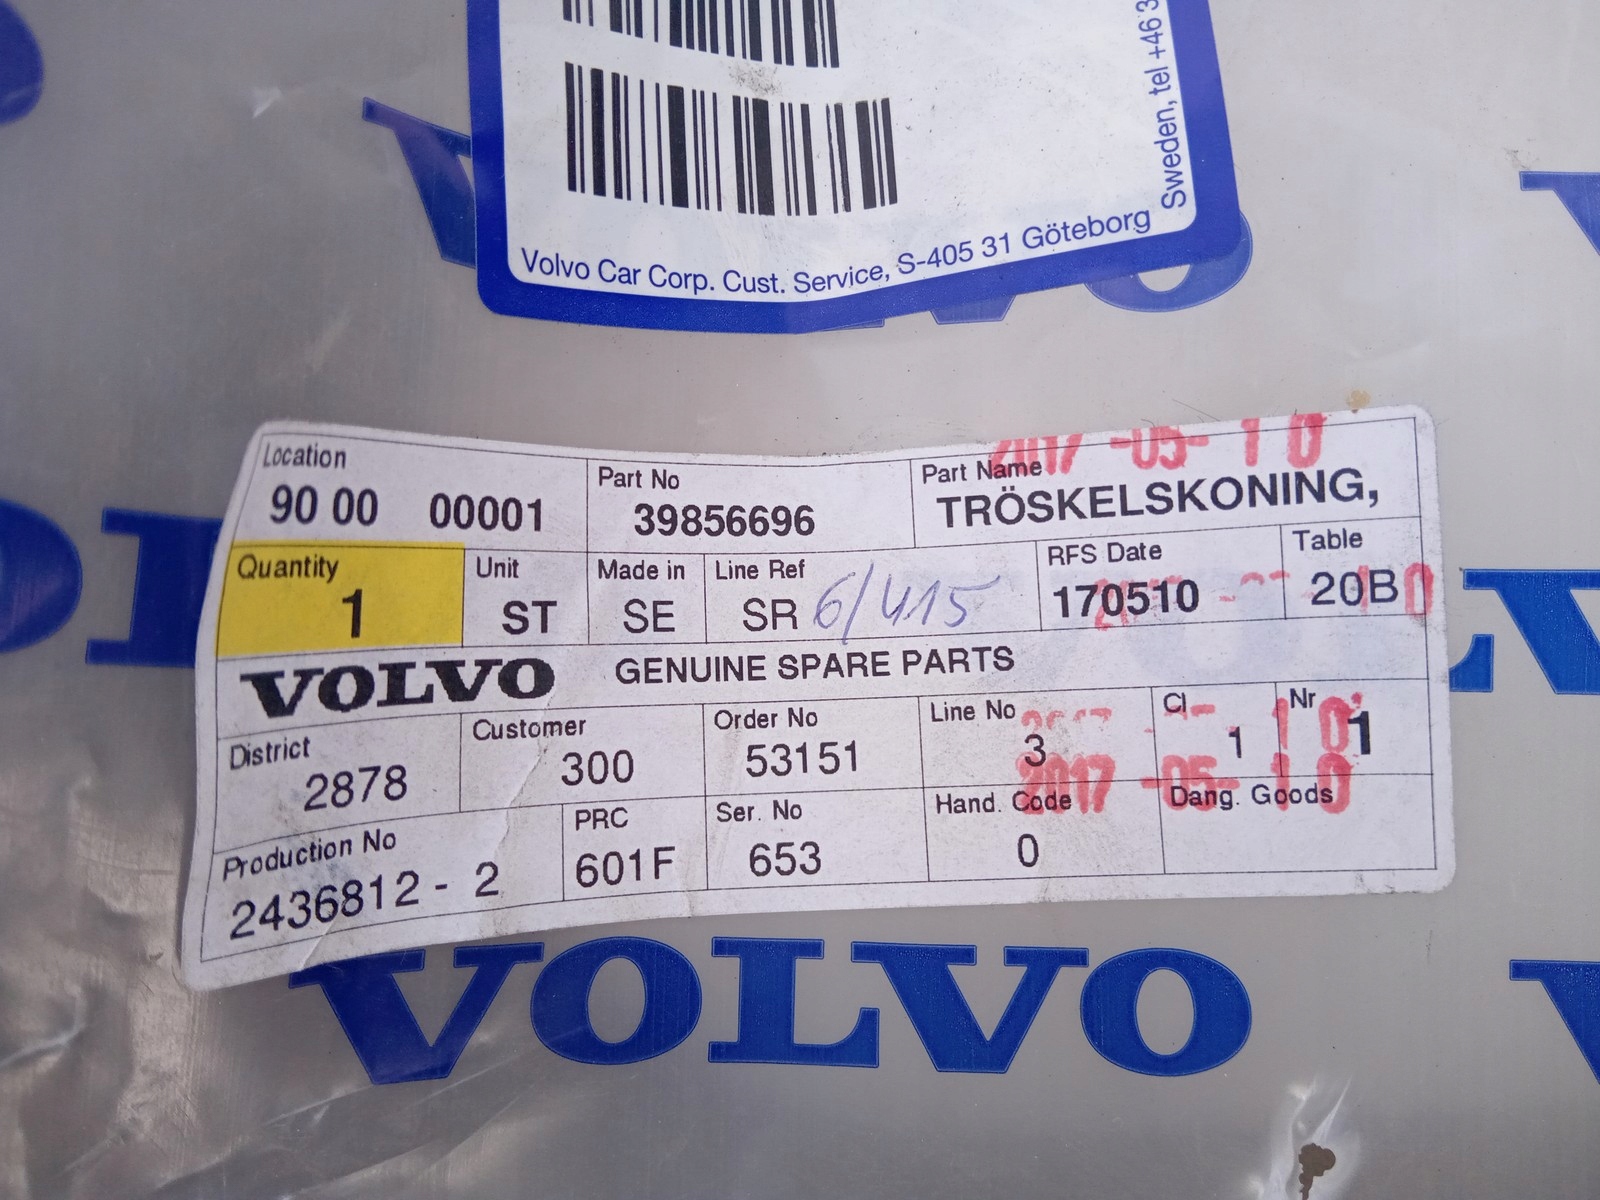 Sweden, tel +46 3
Volvo Car Corp. Cust. Service, S-405 31 Göteborg
2017 -05- 10
Location Part No Part Name
90 00 00001 39856696 TRÖSKELSKONING,
Quantity Unit Made in Line Ref RFS Date Table
1 ST SE SR 6/415 170510 20B
VOLVO GENUINE SPARE PARTS
District Customer Order No Line No Cl Nr
2878 300 53151 3 1 1
2017 -05- 10
Production No PRC Ser. No Hand. Code Dang. Goods
2436812 - 2 601F 653 0
VOLVO